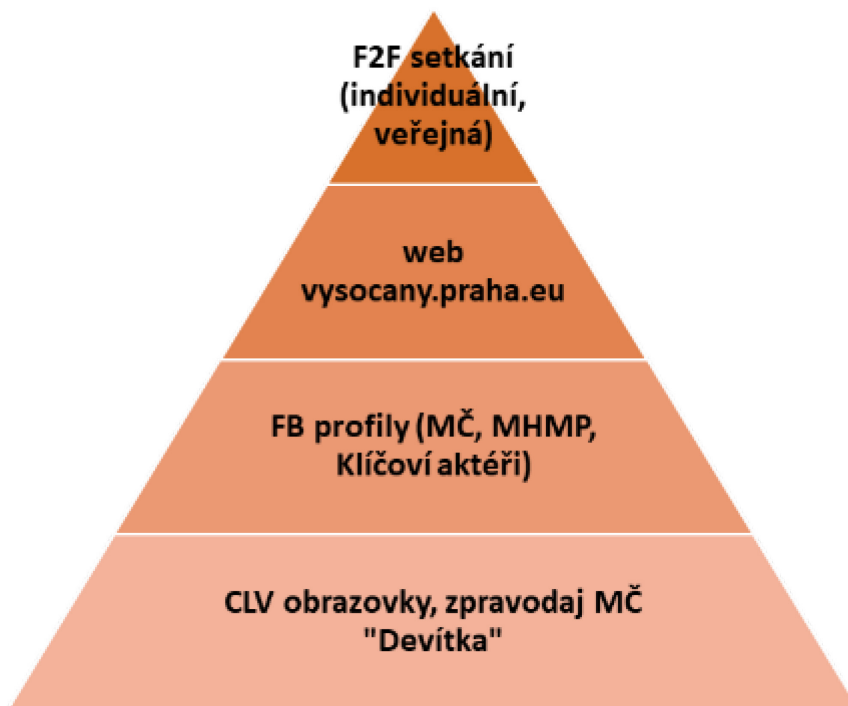 F2F setkání
(individuální,
veřejná)
web
vysocany.praha.eu
FB profily (MČ, MHMP,
Klíčoví aktéři)
CLV obrazovky, zpravodaj MČ
"Devítka"